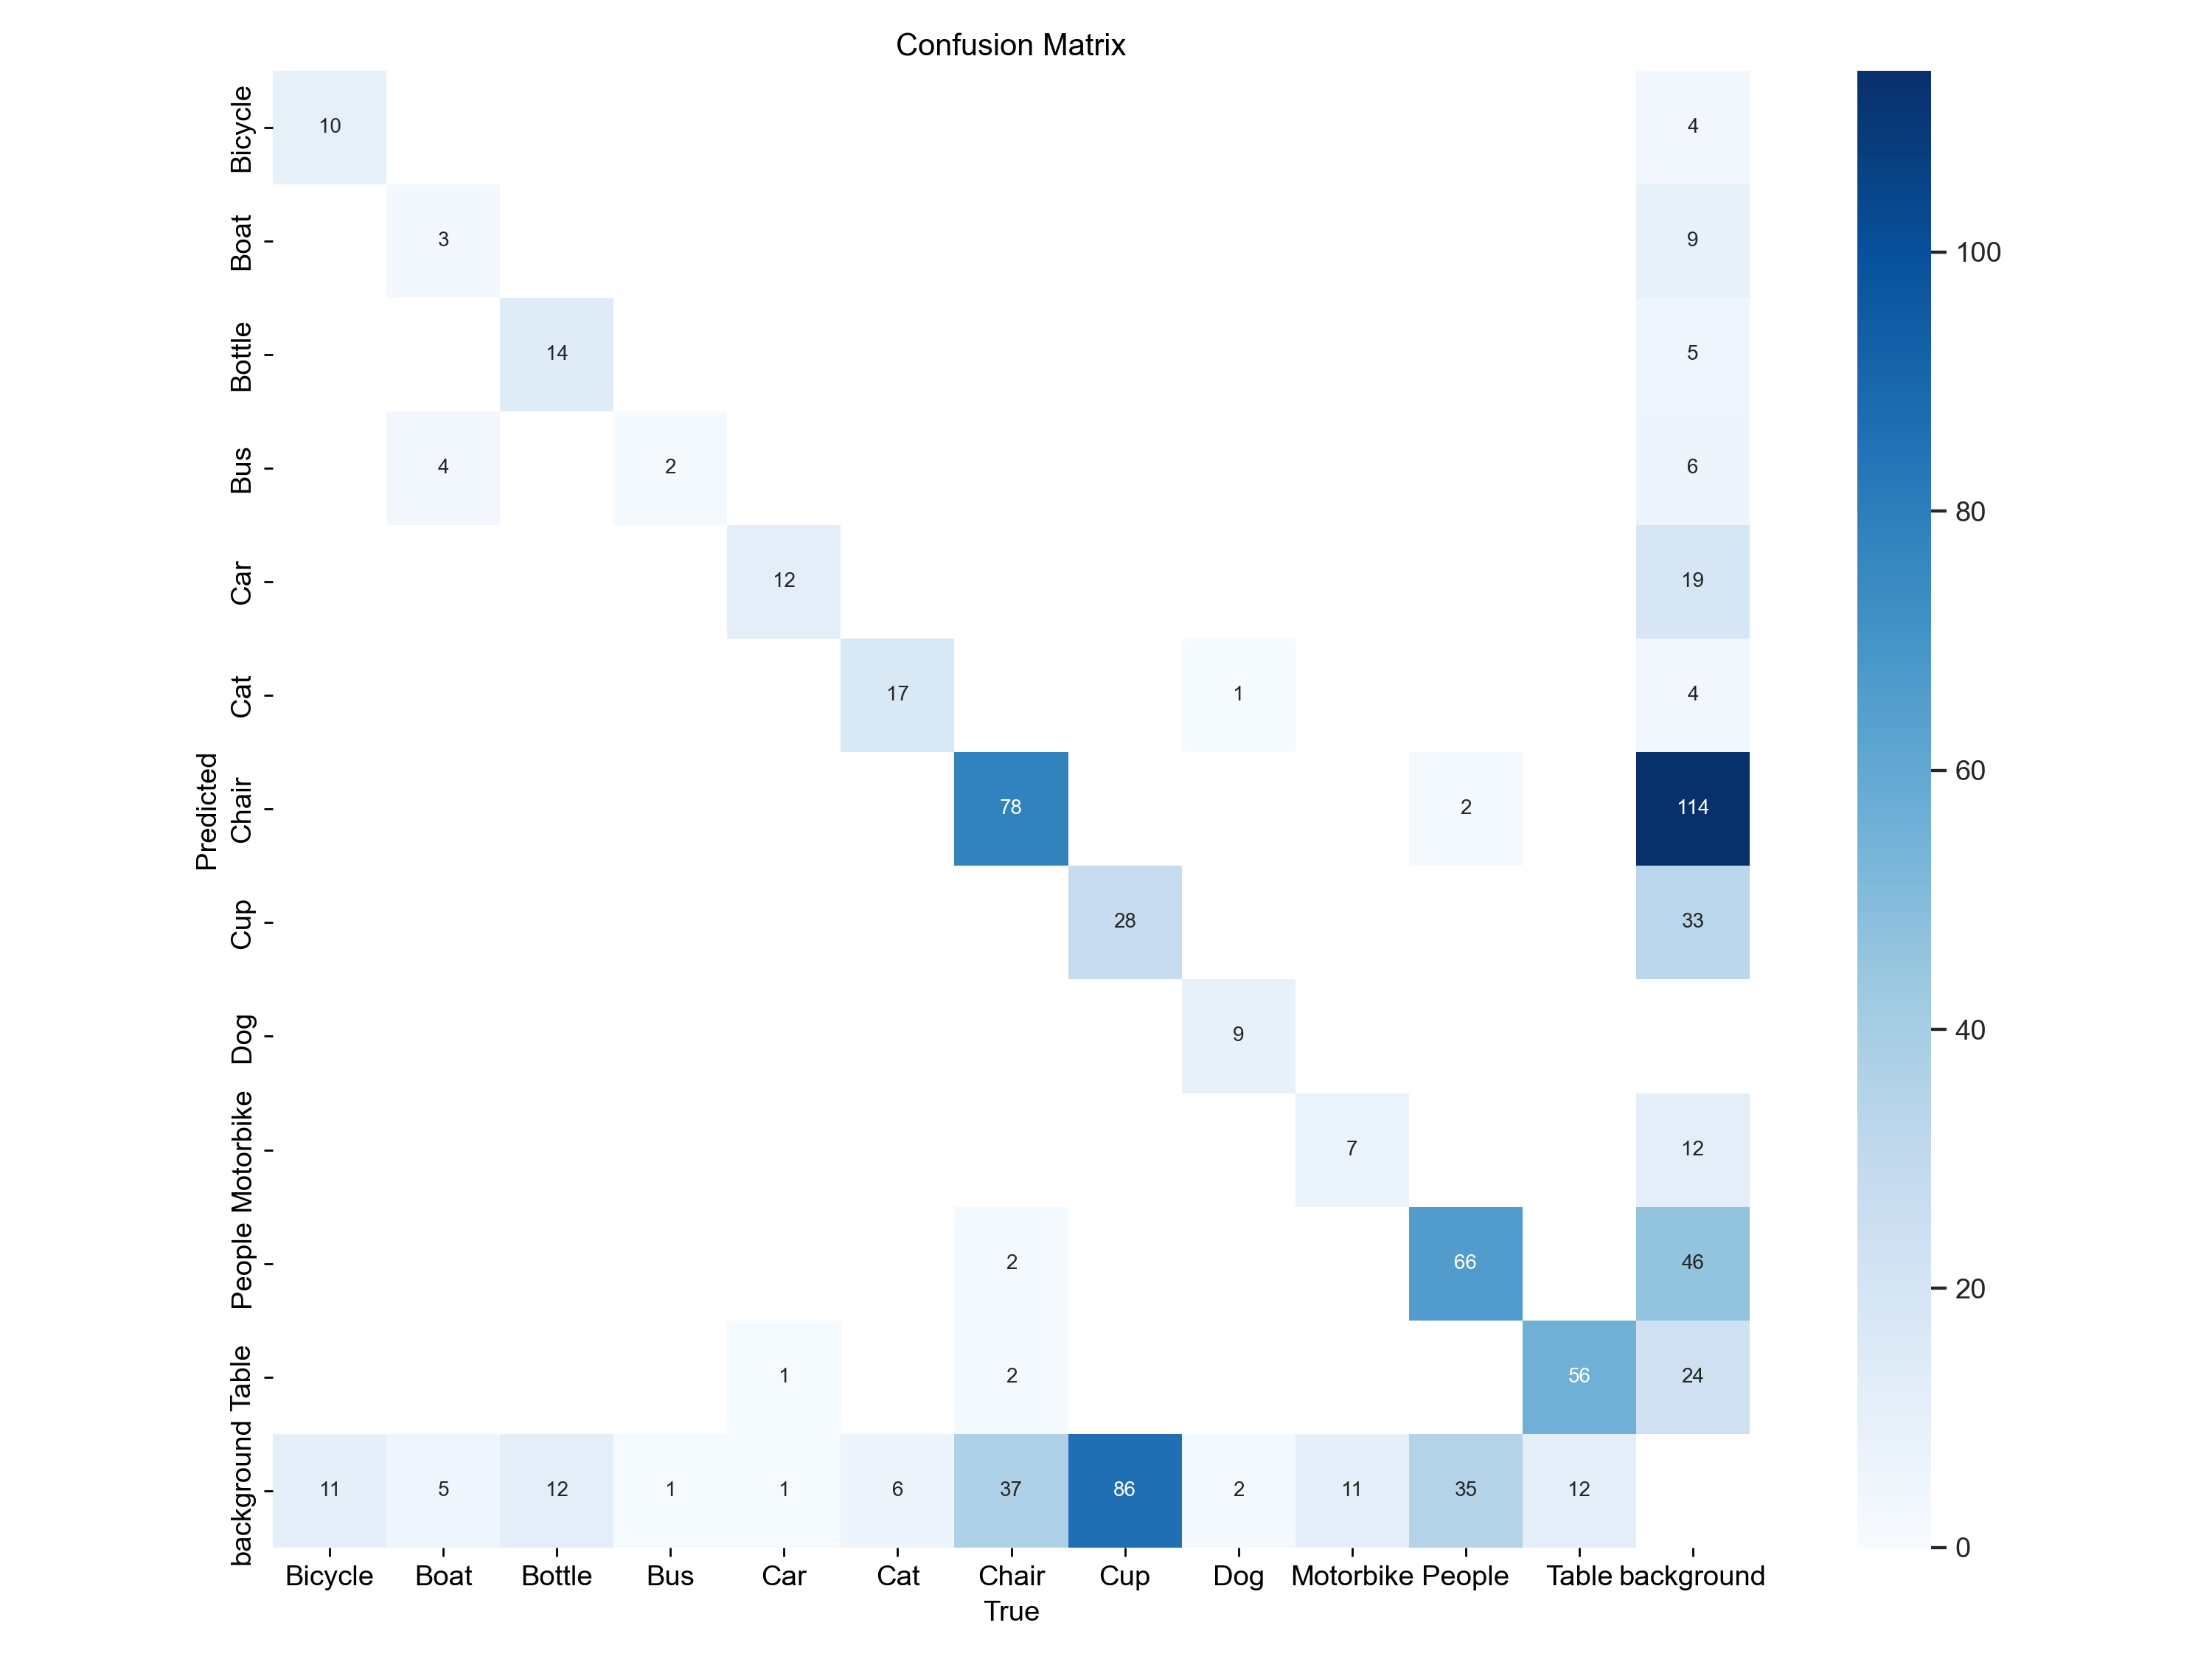 Confusion Matrix
Bicycle 10 4
Boat 3 9
Bottle 14 5
Bus 4 2 6
Car 12 19
Cat 17 1 4
Chair 78 2 114
Cup 28 33
Dog 9
Motorbike 7 12
People 2 66 46
Table 1 2 56 24
background 11 5 12 1 1 6 37 86 2 11 35 12
Bicycle Boat Bottle Bus Car Cat Chair Cup Dog Motorbike People Table background
True
Predicted
100
80
60
40
20
0